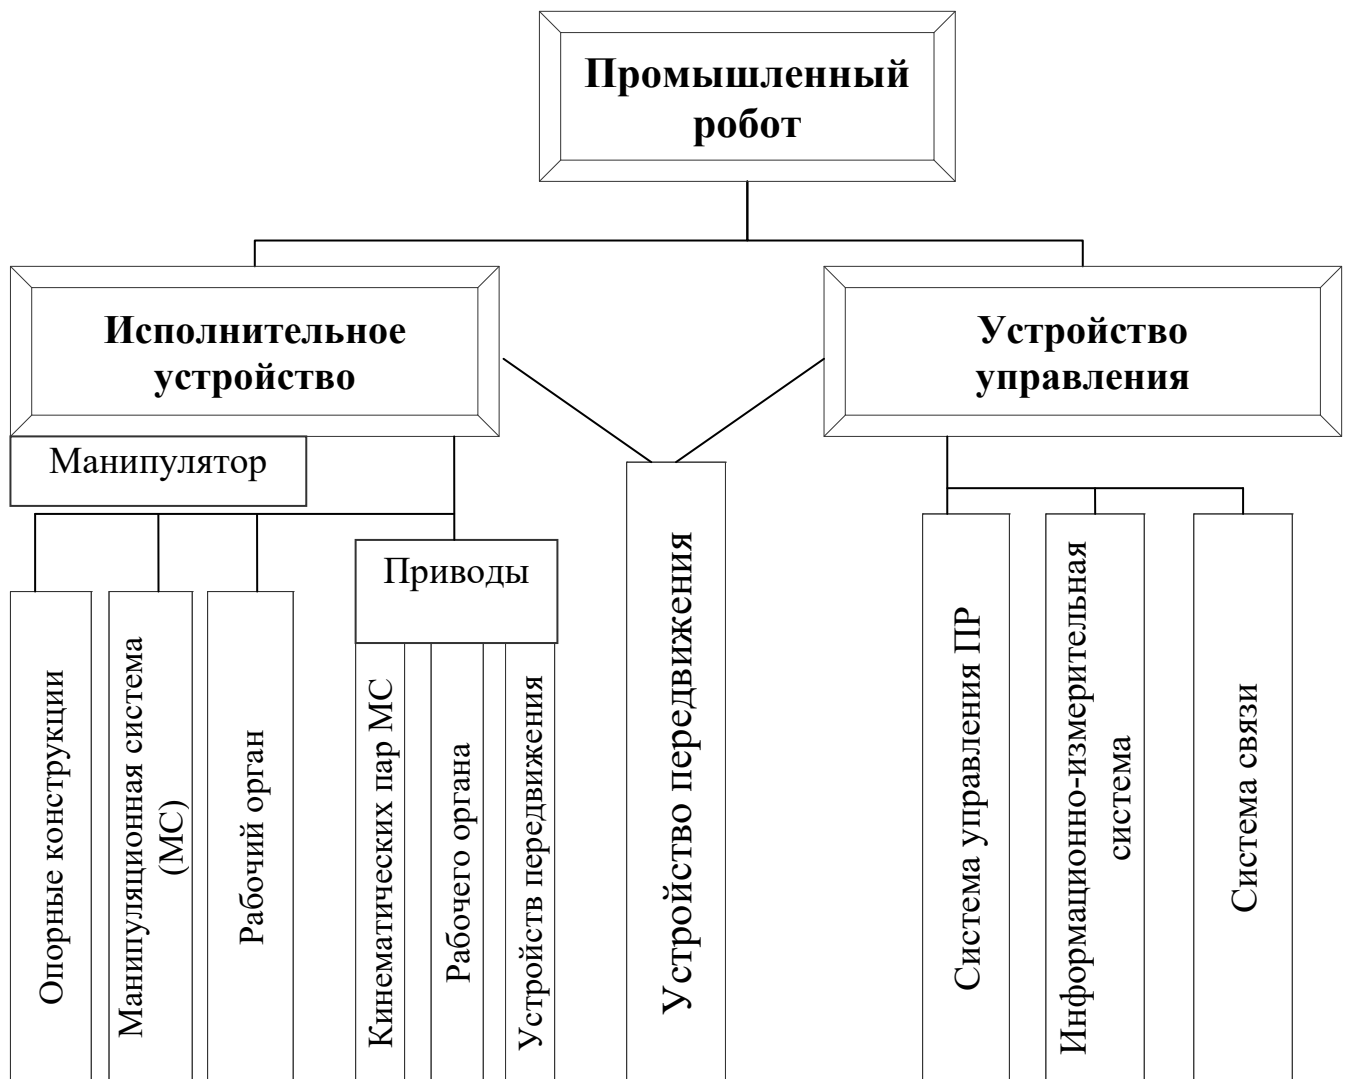 Промышленный
робот
Исполнительное
устройство
Устройство
управления
Манипулятор
Приводы
Опорные конструкции
Манипуляционная система
(МС)
Рабочий орган
Кинематических пар МС
Рабочего органа
Устройств передвижения
Устройство передвижения
Система управления ПР
Информационно-измерительная
система
Система связи